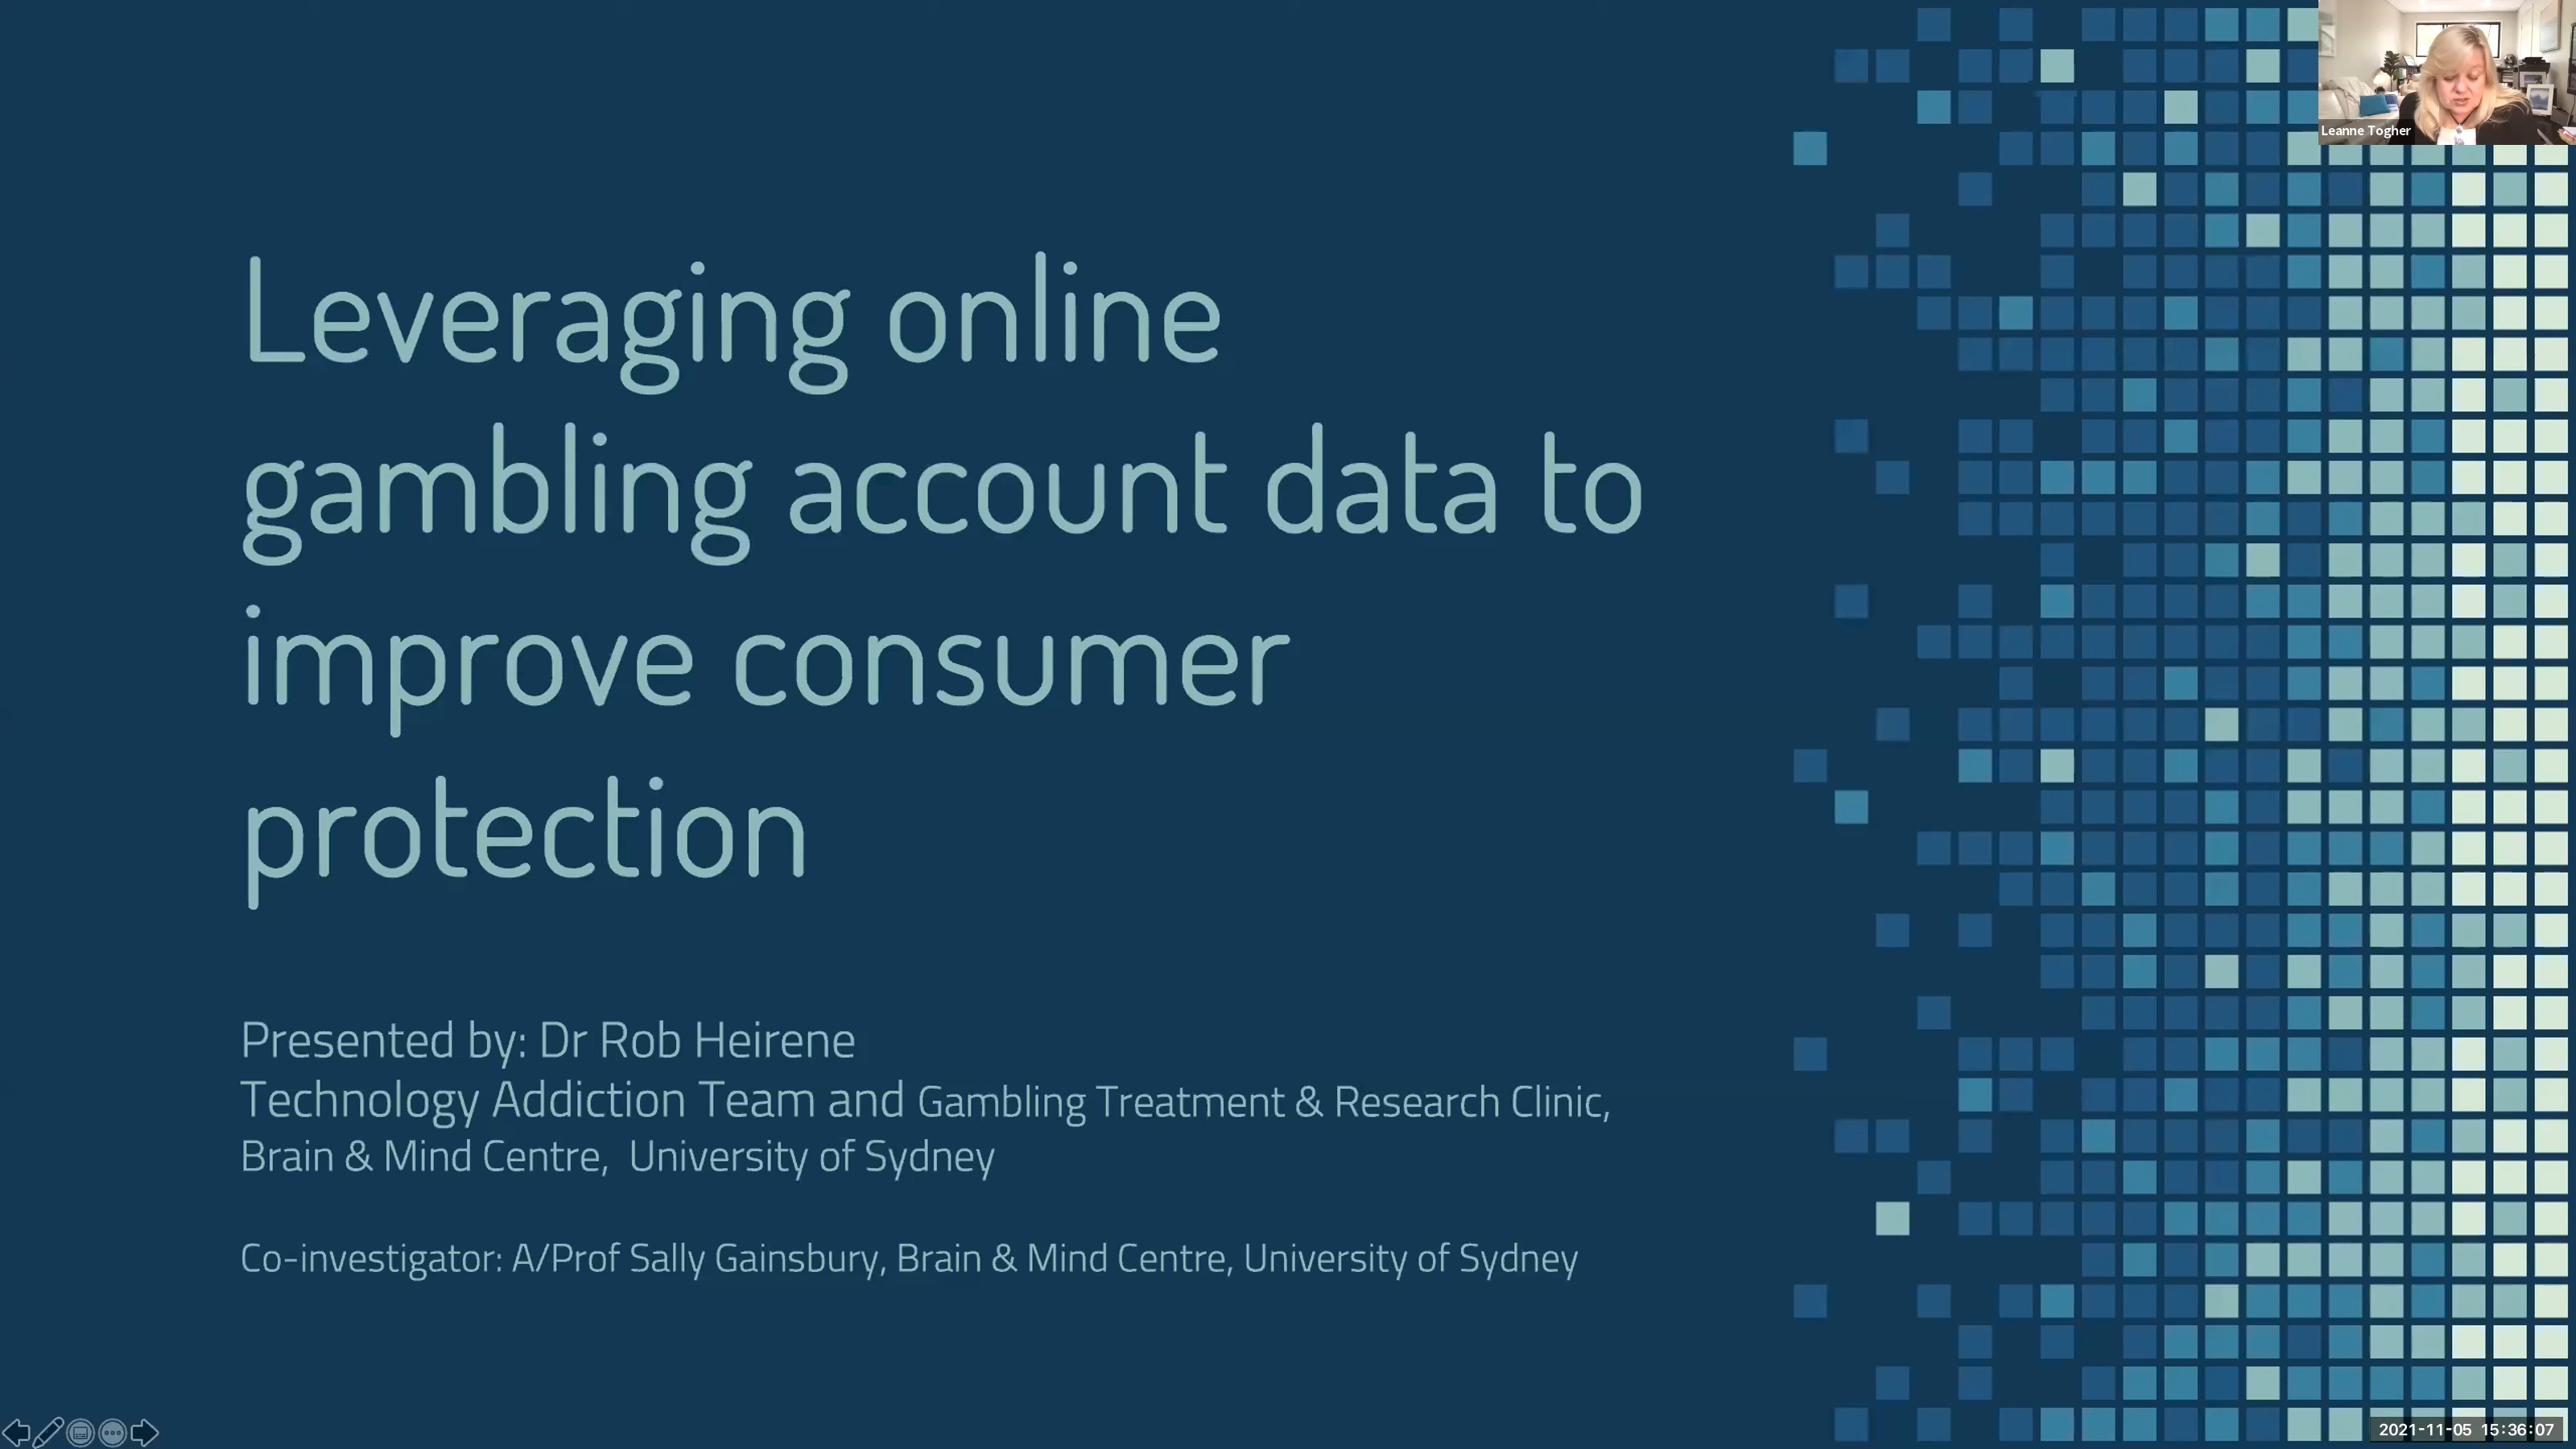 Leanne Togher
Leveraging online
gambling account data to
improve consumer
protection
Presented by: Dr Rob Heirene
Technology Addiction Team and Gambling Treatment & Research Clinic,
Brain & Mind Centre, University of Sydney
Co-investigator: A/Prof Sally Gainsbury, Brain & Mind Centre, University of Sydney
2021-11-05 15:36:07